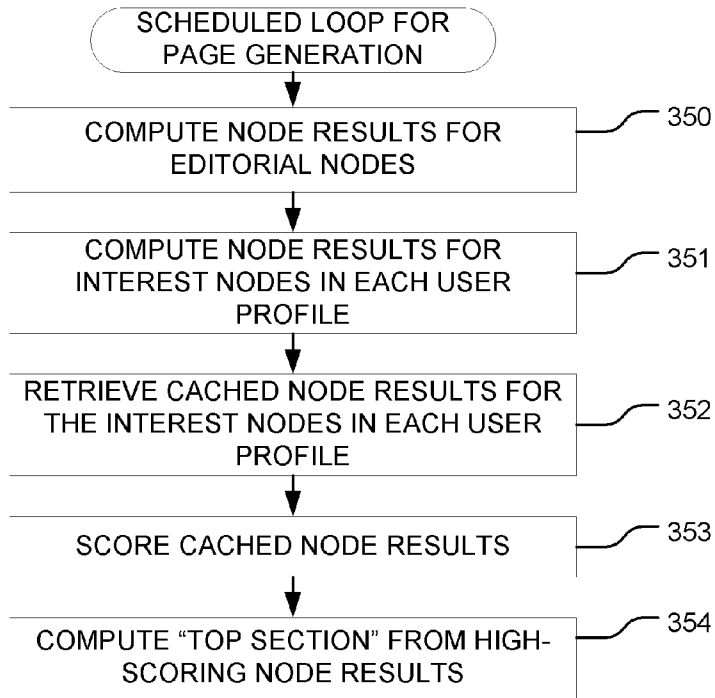 SCHEDULED LOOP FOR
PAGE GENERATION
350
COMPUTE NODE RESULTS FOR
EDITORIAL NODES
351
COMPUTE NODE RESULTS FOR
INTEREST NODES IN EACH USER
PROFILE
352
RETRIEVE CACHED NODE RESULTS FOR
THE INTEREST NODES IN EACH USER
PROFILE
353
SCORE CACHED NODE RESULTS
354
COMPUTE “TOP SECTION” FROM HIGH-
SCORING NODE RESULTS